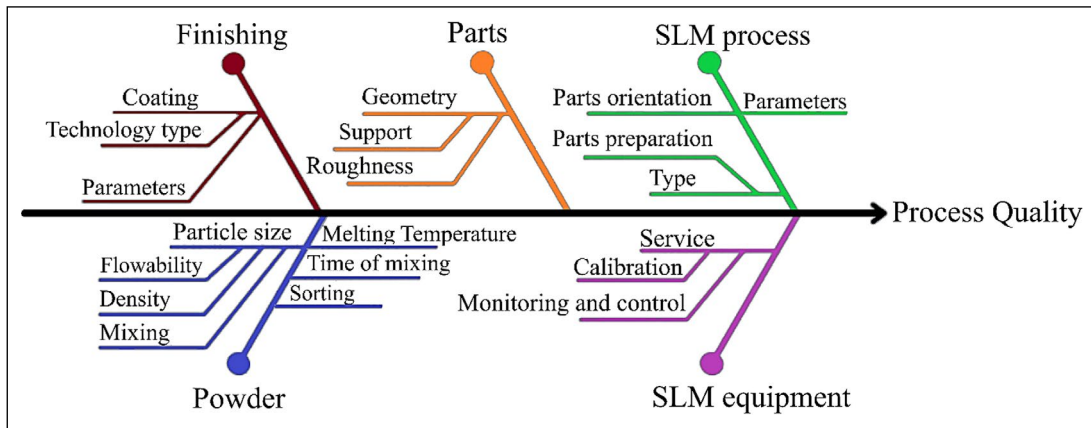 Finishing
Parts
SLM process
Coating
Technology type
Parameters
Geometry
Support
Roughness
Parts orientation
Parameters
Parts preparation
Type
Process Quality
Particle size
Melting Temperature
Flowability
Time of mixing
Density
Sorting
Mixing
Service
Calibration
Monitoring and control
Powder
SLM equipment